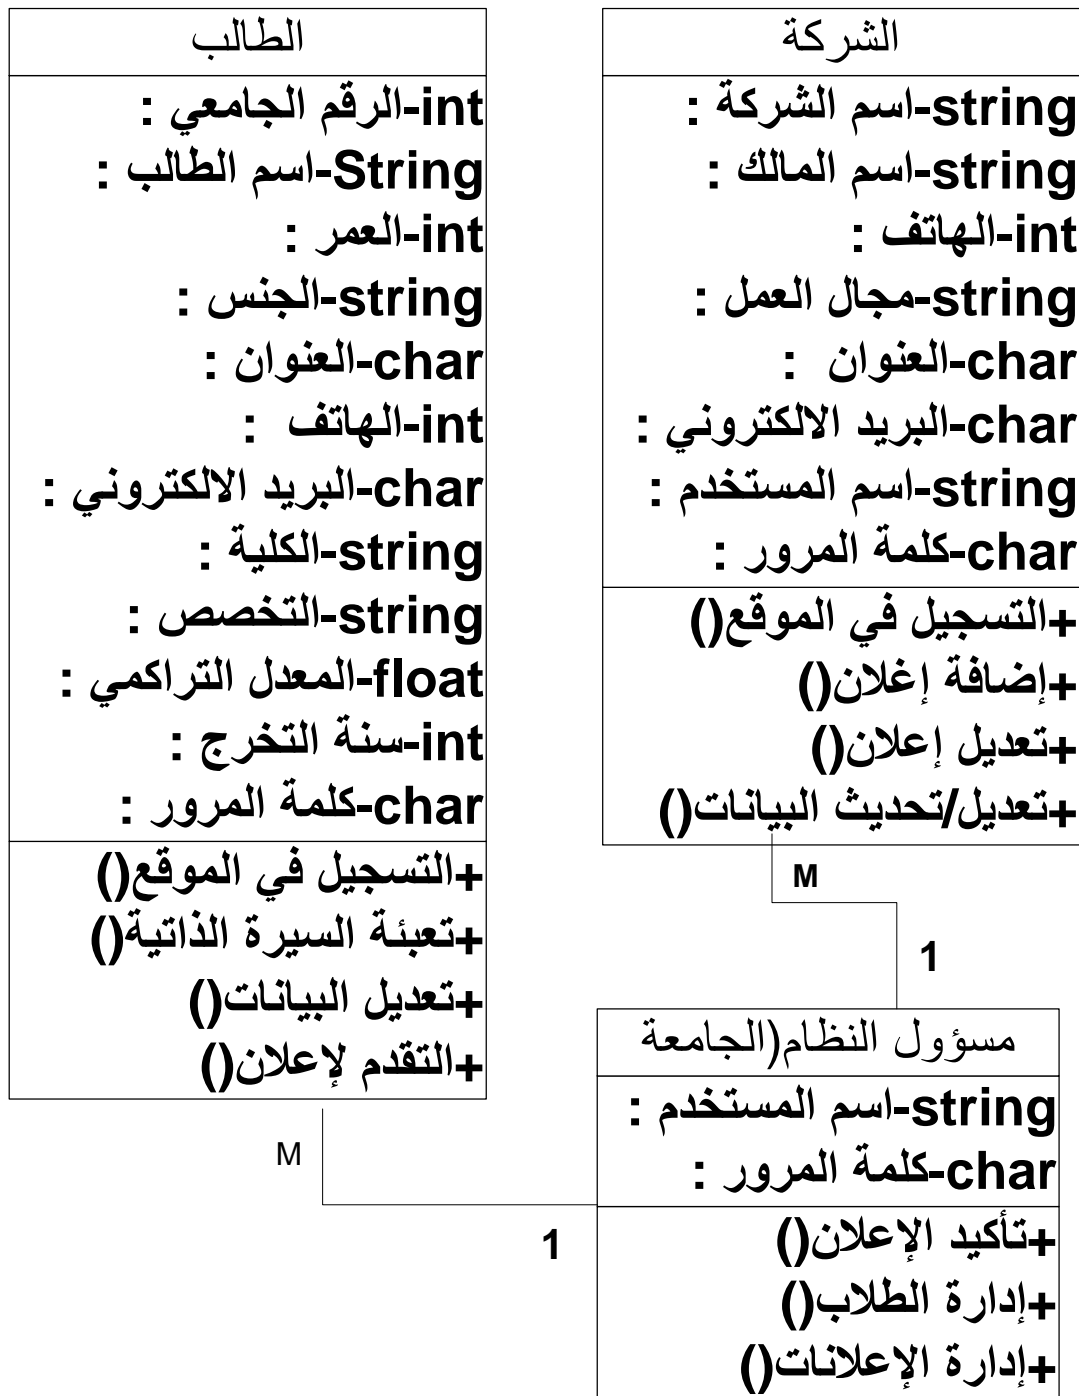 الطالب
int-الرقم الجامعي :
String-اسم الطالب :
int-العمر :
string-الجنس :
char-العنوان :
int-الهاتف :
char-البريد الالكتروني :
string-الكلية :
string-التخصص :
float-المعدل التراكمي :
int-سنة التخرج :
char-كلمة المرور :
+التسجيل في الموقع()
+تعبئة السيرة الذاتية()
+تعديل البيانات()
+التقدم لإعلان()
الشركة
string-اسم الشركة :
string-اسم المالك :
int-الهاتف :
string-مجال العمل :
char-العنوان :
char-البريد الالكتروني :
string-اسم المستخدم :
char-كلمة المرور :
+التسجيل في الموقع()
+إضافة إغلان()
+تعديل إعلان()
+تعديل/تحديث البيانات()
M
1
مسؤول النظام(الجامعة
string-اسم المستخدم :
char-كلمة المرور :
+تأكيد الإعلان()
+إدارة الطلاب()
+إدارة الإعلانات()
M
1